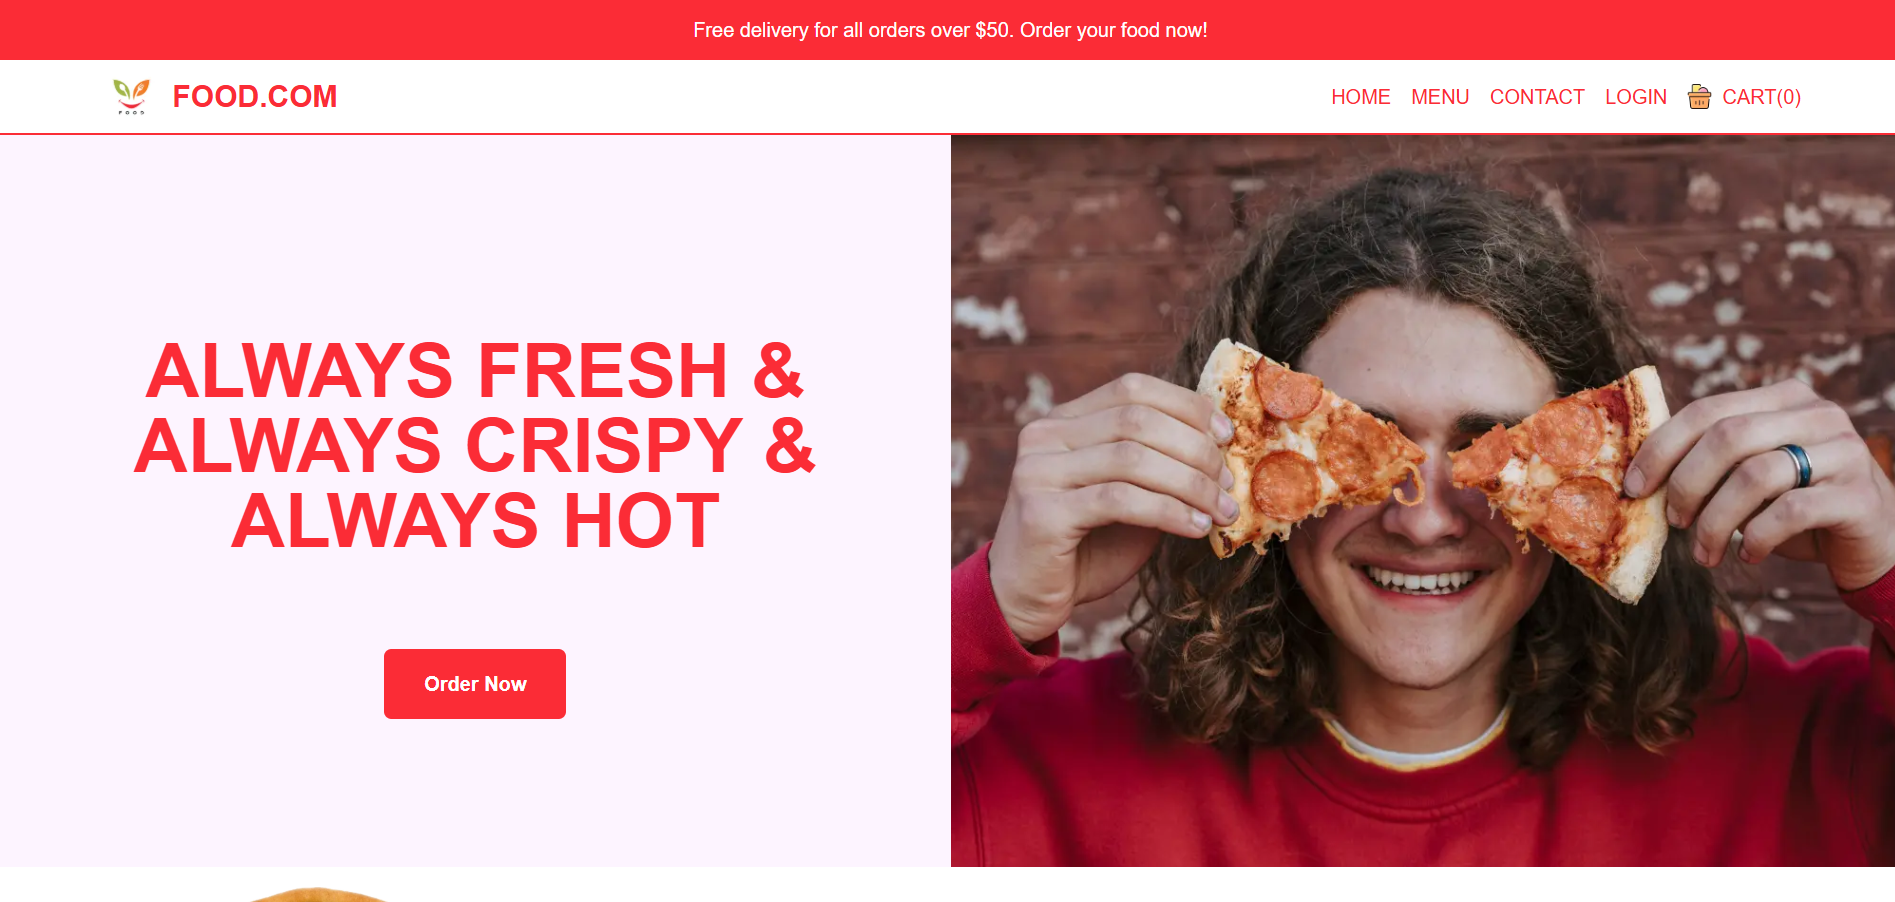 Free delivery for all orders over $50. Order your food now!
FOOD
FOOD.COM
HOME MENU CONTACT LOGIN CART(0)
ALWAYS FRESH &
ALWAYS CRISPY &
ALWAYS HOT
Order Now